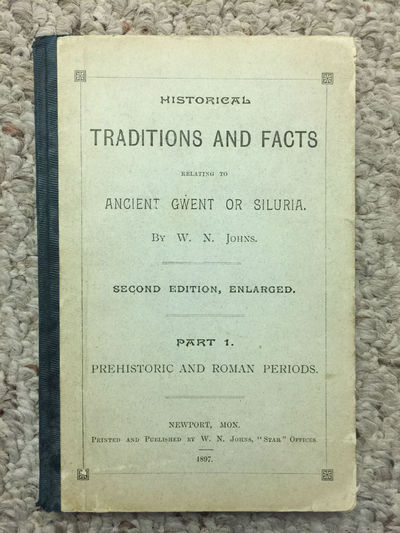 HISTORICAL
TRADITIONS AND FACTS
RELATING TO
ANCIENT GWENT OR SILURIA.
BY W. N. JOHNS.
SECOND EDITION, ENLARGED.
PART 1.
PREHISTORIC AND ROMAN PERIODS.
NEWPORT, MON.
PRINTED AND PUBLISHED BY W. N. JOHNS, "STAR" OFFICES.
1897.